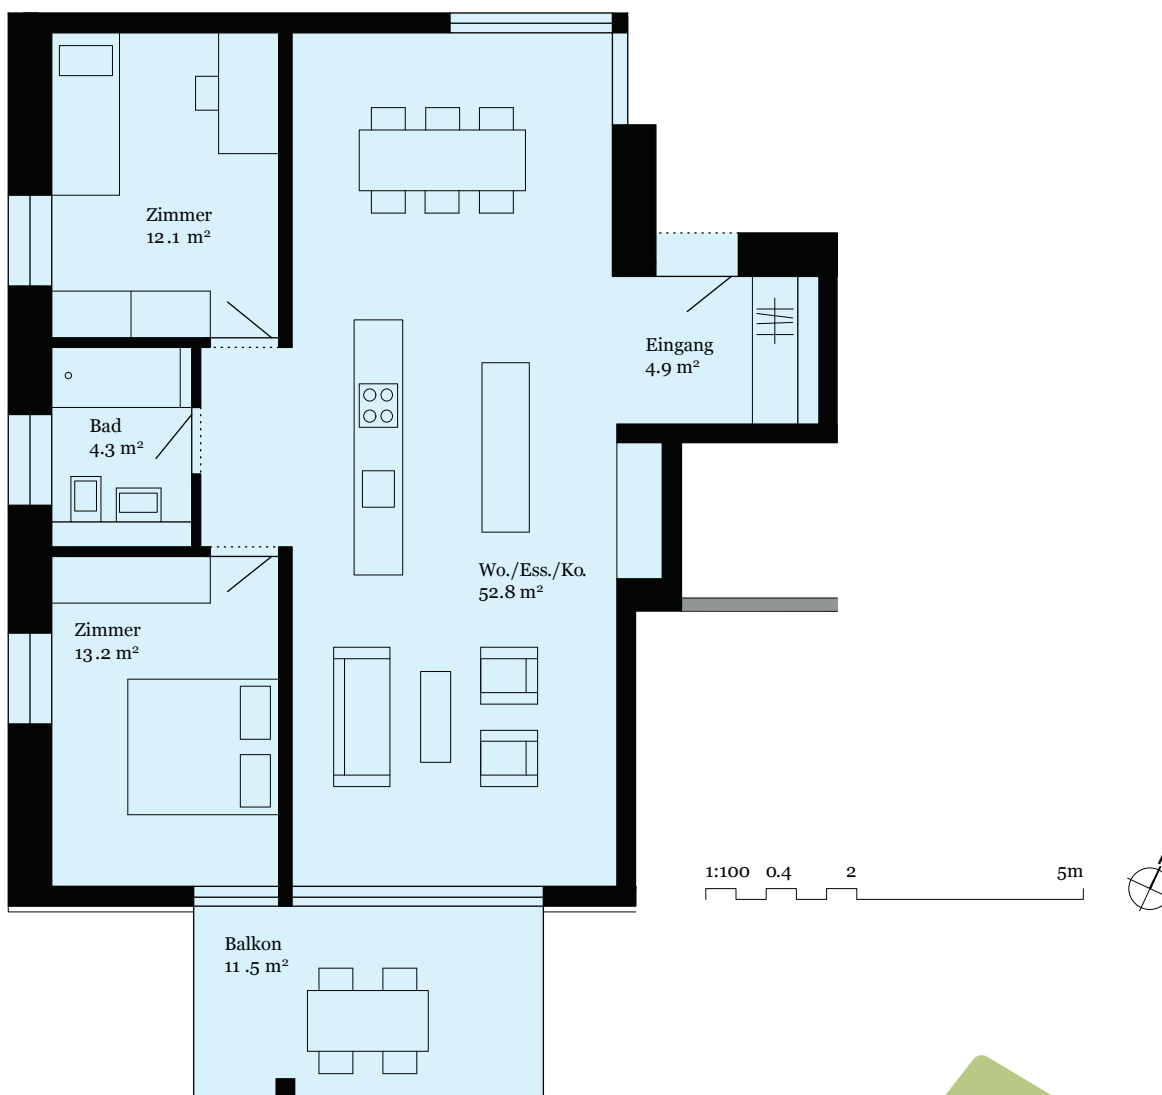 Zimmer
12.1 m²
Eingang
4.9 m²
Bad
4.3 m²
Wo./Ess./Ko.
52.8 m²
Zimmer
13.2 m²
1:100 0.4 2 5m
Balkon
11 .5 m²